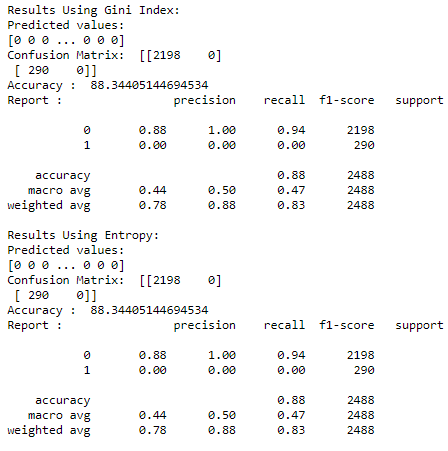 Results Using Gini Index:
Predicted values:
[0 0 0 ... 0 0 0]
Confusion Matrix:  [[2198    0]
 [ 290    0]]
Accuracy :  88.34405144694534
Report :                precision    recall  f1-score   support
           0       0.88      1.00      0.94      2198
           1       0.00      0.00      0.00       290
    accuracy                           0.88      2488
   macro avg       0.44      0.50      0.47      2488
weighted avg       0.78      0.88      0.83      2488
Results Using Entropy:
Predicted values:
[0 0 0 ... 0 0 0]
Confusion Matrix:  [[2198    0]
 [ 290    0]]
Accuracy :  88.34405144694534
Report :                precision    recall  f1-score   support
           0       0.88      1.00      0.94      2198
           1       0.00      0.00      0.00       290
    accuracy                           0.88      2488
   macro avg       0.44      0.50      0.47      2488
weighted avg       0.78      0.88      0.83      2488